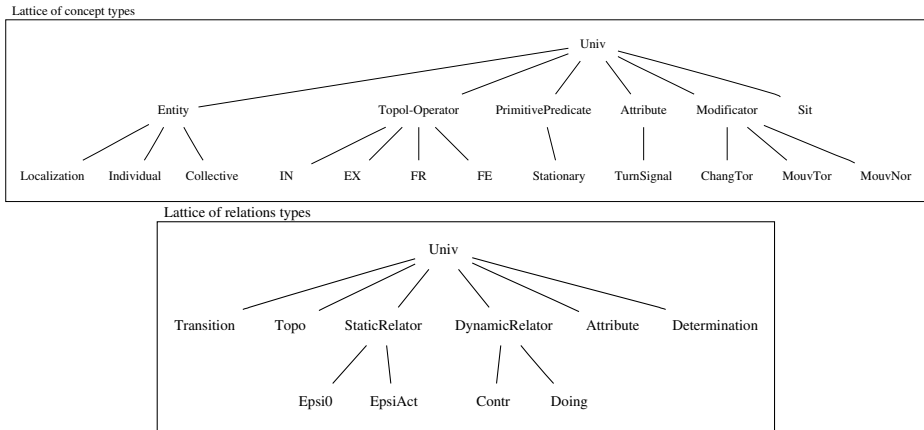 Lattice of concept types
Univ
Entity Topol-Operator PrimitivePredicate Attribute Modificator Sit
Localization Individual Collective IN EX FR FE Stationary TurnSignal ChangTor MouvTor MouvNor
Lattice of relations types
Univ
Transition Topo StaticRelator DynamicRelator Attribute Determination
Epsi0 EpsiAct Contr Doing